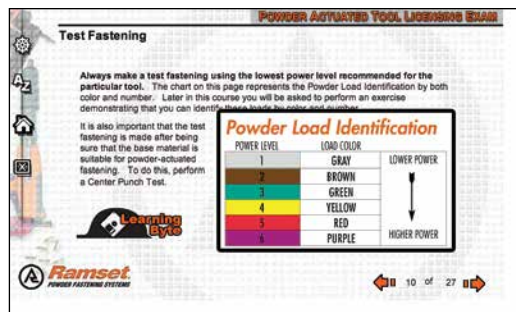 POWDER ACTUATED TOOL LICENSING EXAM
Test Fastening
Always make a test fastening using the lowest power level recommended for the
particular tool. The chart on this page represents the Powder Load Identification by both
color and number. Later in this course you will be asked to perform an exercise
demonstrating that you can identify these loads by color and number.
It is also important that the test
fastening is made after being
sure that the base material is
suitable for powder-actuated
fastening. To do this, perform
a Center Punch Test.
Powder Load Identification
POWER LEVEL LOAD COLOR
1 GRAY LOWER POWER
2 BROWN
3 GREEN
4 YELLOW
5 RED
6 PURPLE HIGHER POWER
Learning
Byte
AZ
Ramset
POWDER FASTENING SYSTEMS
10 of 27